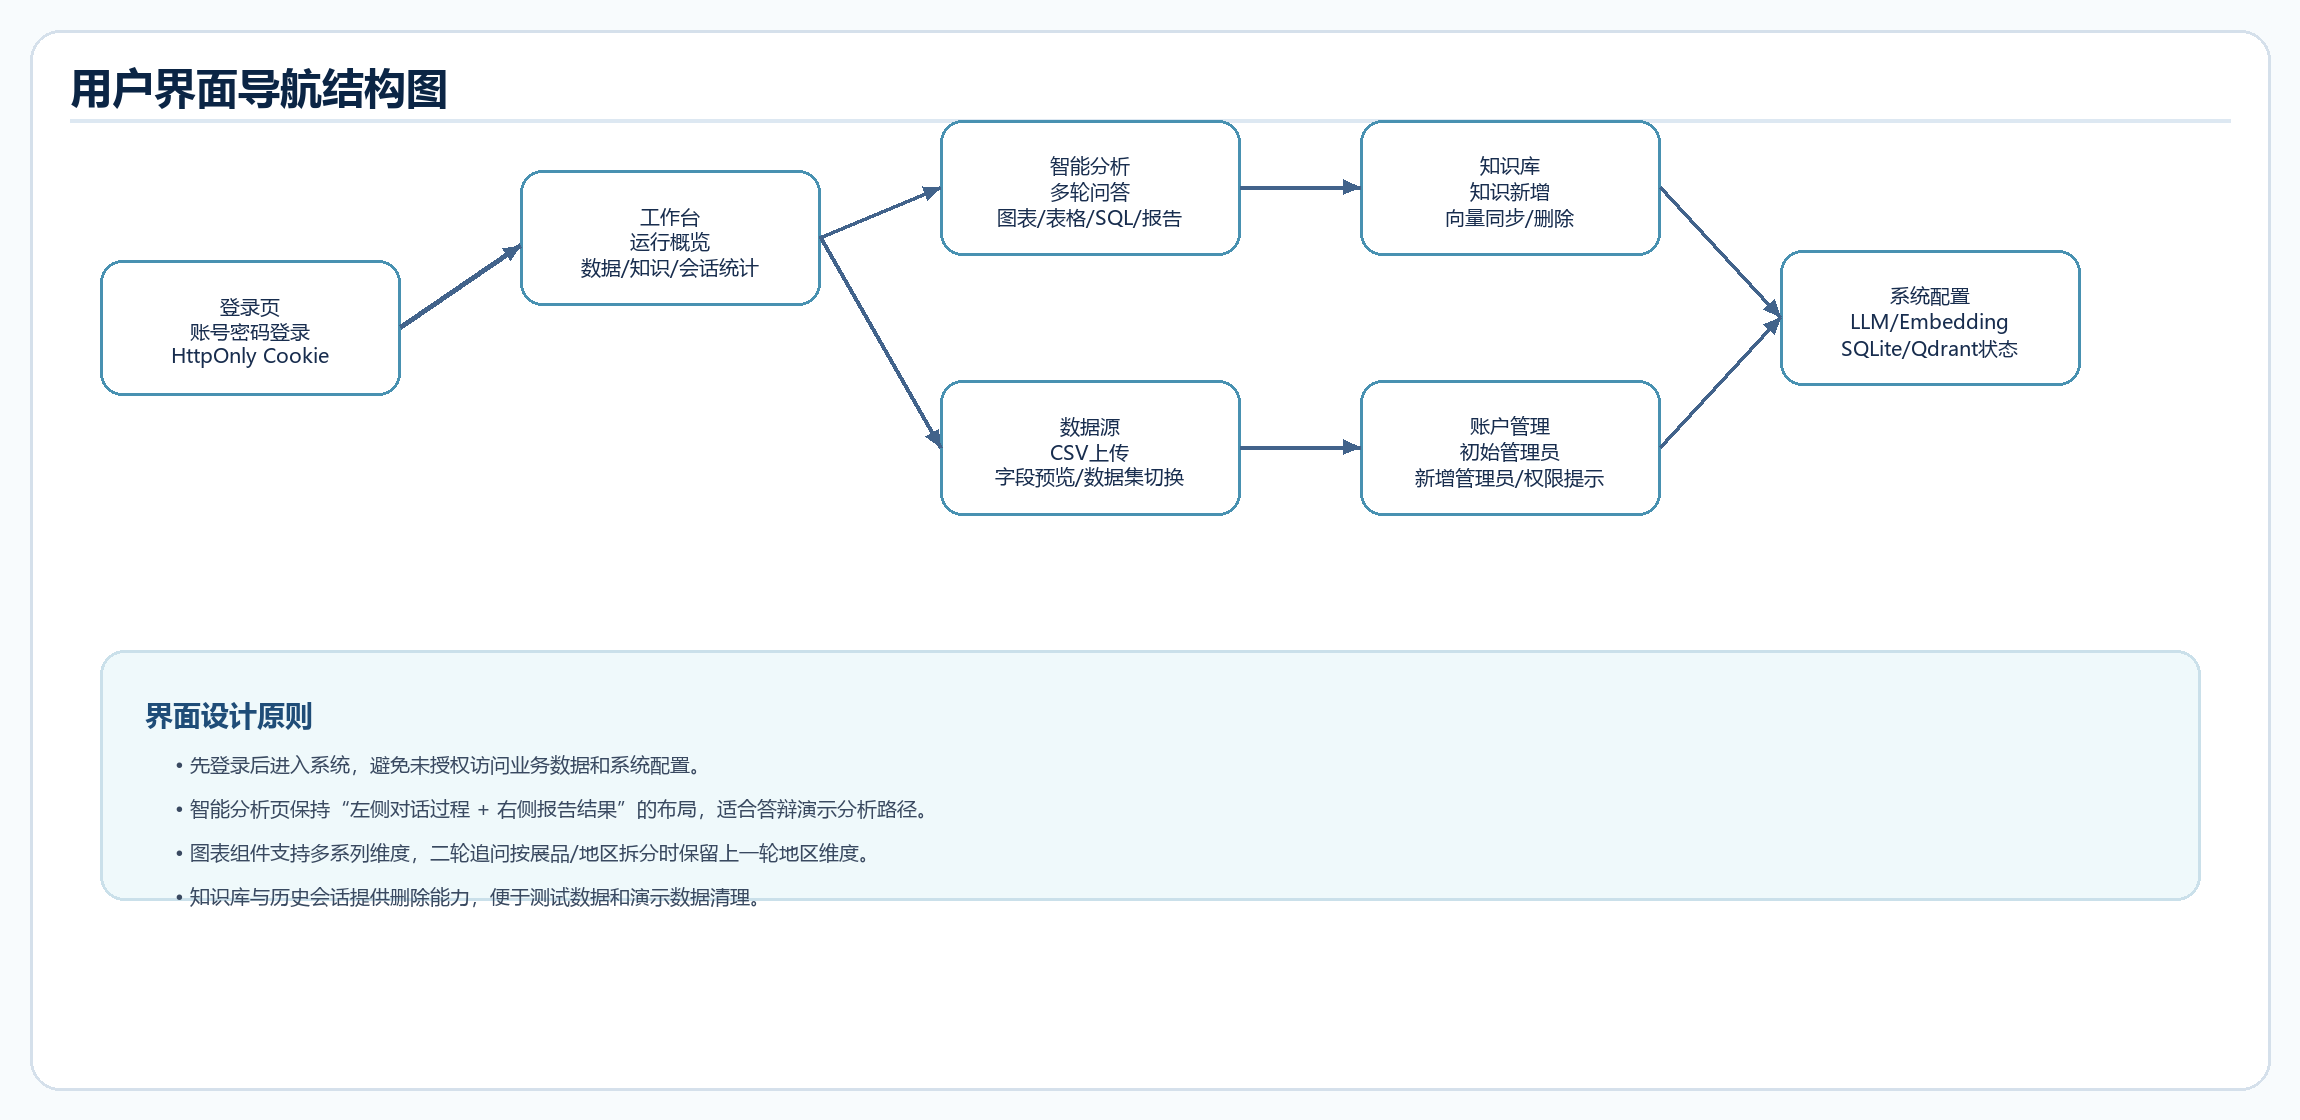 用户界面导航结构图
登录页
账号密码登录
HttpOnly Cookie
工作台
运行概览
数据/知识/会话统计
智能分析
多轮问答
图表/表格/SQL/报告
知识库
知识新增
向量同步/删除
数据源
CSV上传
字段预览/数据集切换
账户管理
初始管理员
新增管理员/权限提示
系统配置
LLM/Embedding
SQLite/Qdrant状态
界面设计原则
• 先登录后进入系统，避免未授权访问业务数据和系统配置。
• 智能分析页保持“左侧对话过程 + 右侧报告结果”的布局，适合答辩演示分析路径。
• 图表组件支持多系列维度，二轮追问按展品/地区拆分时保留上一轮地区维度。
• 知识库与历史会话提供删除能力，便于测试数据和演示数据清理。